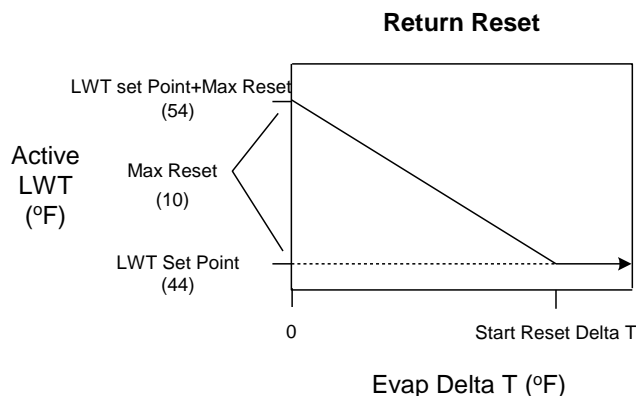 Return Reset
LWT set Point+Max Reset
(54)
Active
LWT
(ºF)
Max Reset
(10)
LWT Set Point
(44)
0
Start Reset Delta T
Evap Delta T (ºF)